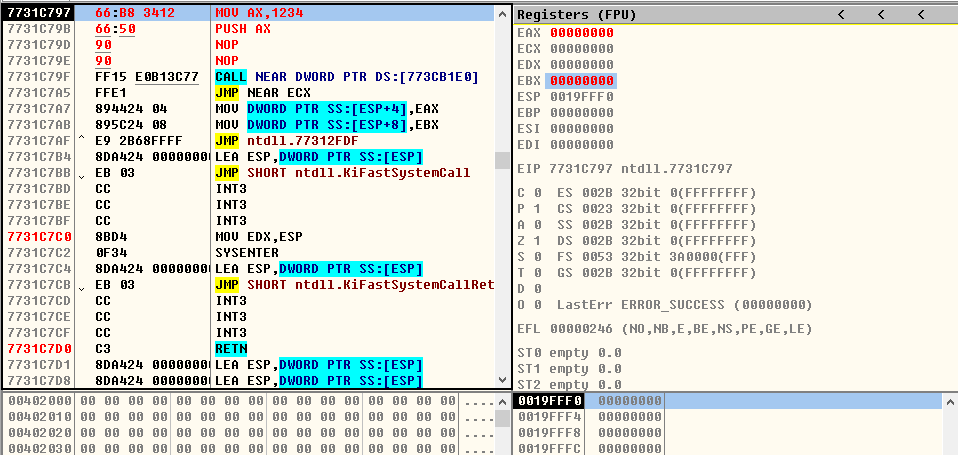 7731C797 66:B8 3412 MOV AX,1234
7731C79B 66:50 PUSH AX
7731C79D 90 NOP
7731C79E 90 NOP
7731C79F FF15 E0B13C77 CALL NEAR DWORD PTR DS:[773CB1E0]
7731C7A5 FFE1 JMP NEAR ECX
7731C7A7 894424 04 MOV DWORD PTR SS:[ESP+4],EAX
7731C7AB 895C24 08 MOV DWORD PTR SS:[ESP+8],EBX
7731C7AF ^ E9 2B68FFFF JMP ntdll.77312FDF
7731C7B4 8DA424 0000000 LEA ESP,DWORD PTR SS:[ESP]
7731C7BB ˅ EB 03 JMP SHORT ntdll.KiFastSystemCall
7731C7BD CC INT3
7731C7BE CC INT3
7731C7BF CC INT3
7731C7C0 8BD4 MOV EDX,ESP
7731C7C2 0F34 SYSENTER
7731C7C4 8DA424 0000000 LEA ESP,DWORD PTR SS:[ESP]
7731C7CB ˅ EB 03 JMP SHORT ntdll.KiFastSystemCallRet
7731C7CD CC INT3
7731C7CE CC INT3
7731C7CF CC INT3
7731C7D0 C3 RETN
7731C7D1 8DA424 0000000 LEA ESP,DWORD PTR SS:[ESP]
7731C7D8 8DA424 0000000 LEA ESP,DWORD PTR SS:[ESP]
Registers (FPU) < < <
EAX 00000000
ECX 00000000
EDX 00000000
EBX 00000000
ESP 0019FFF0
EBP 00000000
ESI 00000000
EDI 00000000
EIP 7731C797 ntdll.7731C797
C 0 ES 002B 32bit 0(FFFFFFFF)
P 1 CS 0023 32bit 0(FFFFFFFF)
A 0 SS 002B 32bit 0(FFFFFFFF)
Z 1 DS 002B 32bit 0(FFFFFFFF)
S 0 FS 0053 32bit 3A0000(FFF)
T 0 GS 002B 32bit 0(FFFFFFFF)
D 0
O 0 LastErr ERROR_SUCCESS (00000000)
EFL 00000246 (NO,NB,E,BE,NS,PE,GE,LE)
ST0 empty 0.0
ST1 empty 0.0
ST2 empty 0.0
00402000 00 00 00 00 00 00 00 00 00 00 00 00 00 00 00 00 ....
00402010 00 00 00 00 00 00 00 00 00 00 00 00 00 00 00 00 ....
00402020 00 00 00 00 00 00 00 00 00 00 00 00 00 00 00 00 ....
00402030 00 00 00 00 00 00 00 00 00 00 00 00 00 00 00 00 ....
0019FFF0 00000000
0019FFF4 00000000
0019FFF8 00000000
0019FFFC 00000000